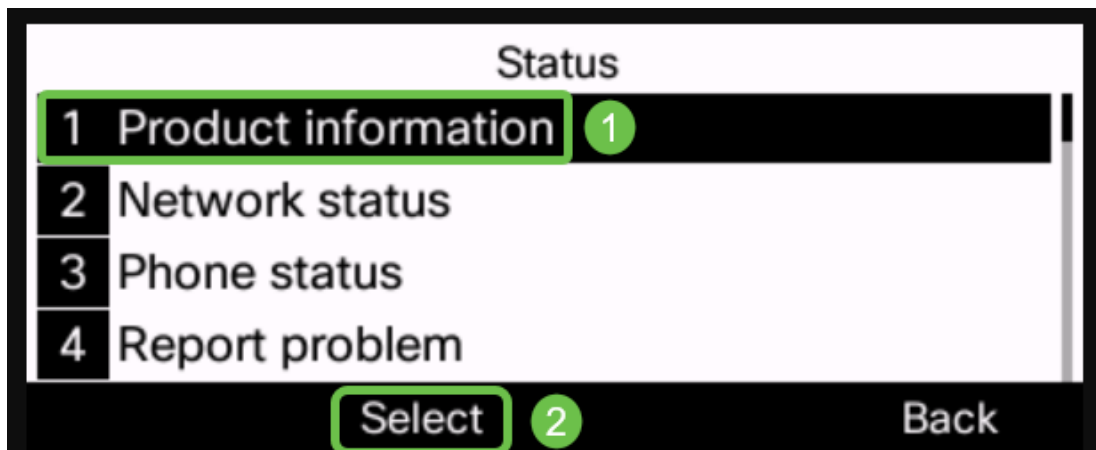 Status
1 Product information 1
2 Network status
3 Phone status
4 Report problem
Select 2 Back